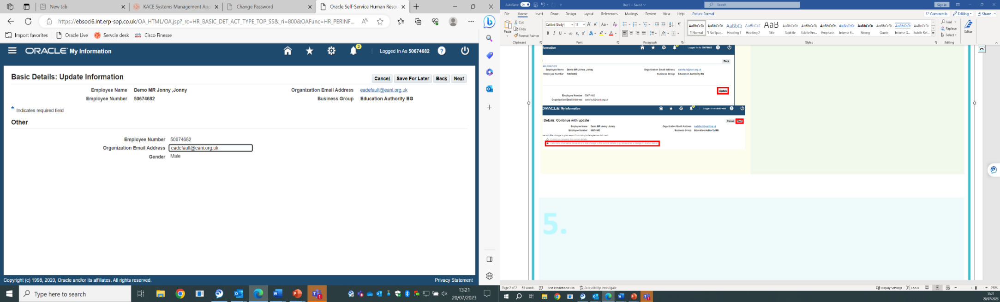 New tab
KACE Systems Management App
Change Password
Oracle Self-Service Human Resou
https://ebsoci6.int.erp-sop.co.uk/OA_HTML/OA.jsp?_rc=HR_BASIC_DET_ACT_TYPE_TOP_SS&_ri=800&OAFunc=HR_PERINF...
Import favorites
Oracle Live
Servcie desk
Cisco Finesse
ORACLE My Information
3
Logged In As 50674682
Basic Details: Update Information
Cancel
Save For Later
Back
Next
Employee Name Demo MR Jonny ,Jonny
Organization Email Address eadefault@eani.org.uk
Employee Number 50674682
Business Group Education Authority BG
* Indicates required field
Other
Employee Number 50674682
Organization Email Address eadefault@eani.org.uk
Gender Male
Copyright (c) 1998, 2020, Oracle and/or its affiliates. All rights reserved.
Privacy Statement
Type here to search
13:21
20/07/2023
AutoSave On
Doc1 - Saved
Search
Sign in
File Home Insert Draw Design Layout References Mailings Review View Help Picture Format
Comments Editing Share
Paste
Cut
Copy
Format Painter
Clipboard
Calibri (Body) 11
Font
Paragraph
AaBbCcDc AaBbCcDc AaBbCc AaBbCcC AaB AaBbCcDc AaBbCcDc AaBbCcDc AaBbCcDc AaBbCcDc AaBbCcDc AaBbCcDc AaBbCcDc
1 Normal 1 No Spac... Heading 1 Heading 2 Title Subtitle Subtle Em... Emphasis Intense E... Strong Quote Intense Q... Subtle Ref...
Styles
Find
Replace
Select
Editing
Editor
formation
Logged In As 50674682
Back
Employee Name Demo MR Jonny ,Jonny
Organization Email Address eadefault@eani.org.uk
Employee Number 50674682
Business Group Education Authority BG
Update
Employee Number 50674682
Organization Email Address eadefault@eani.org.uk
ORACLE My Information
Logged In As 50674682
Details: Continue with update
Cancel
Next
Employee Name Demo MR Jonny ,Jonny
Organization Email Address eadefault@eani.org.uk
Employee Number 50674682
Business Group Education Authority BG
5.
Page 2 of 2
54 words
Text Predictions: On
Accessibility: Investigate
Display Settings
Focus
250%
13:21
20/07/2023